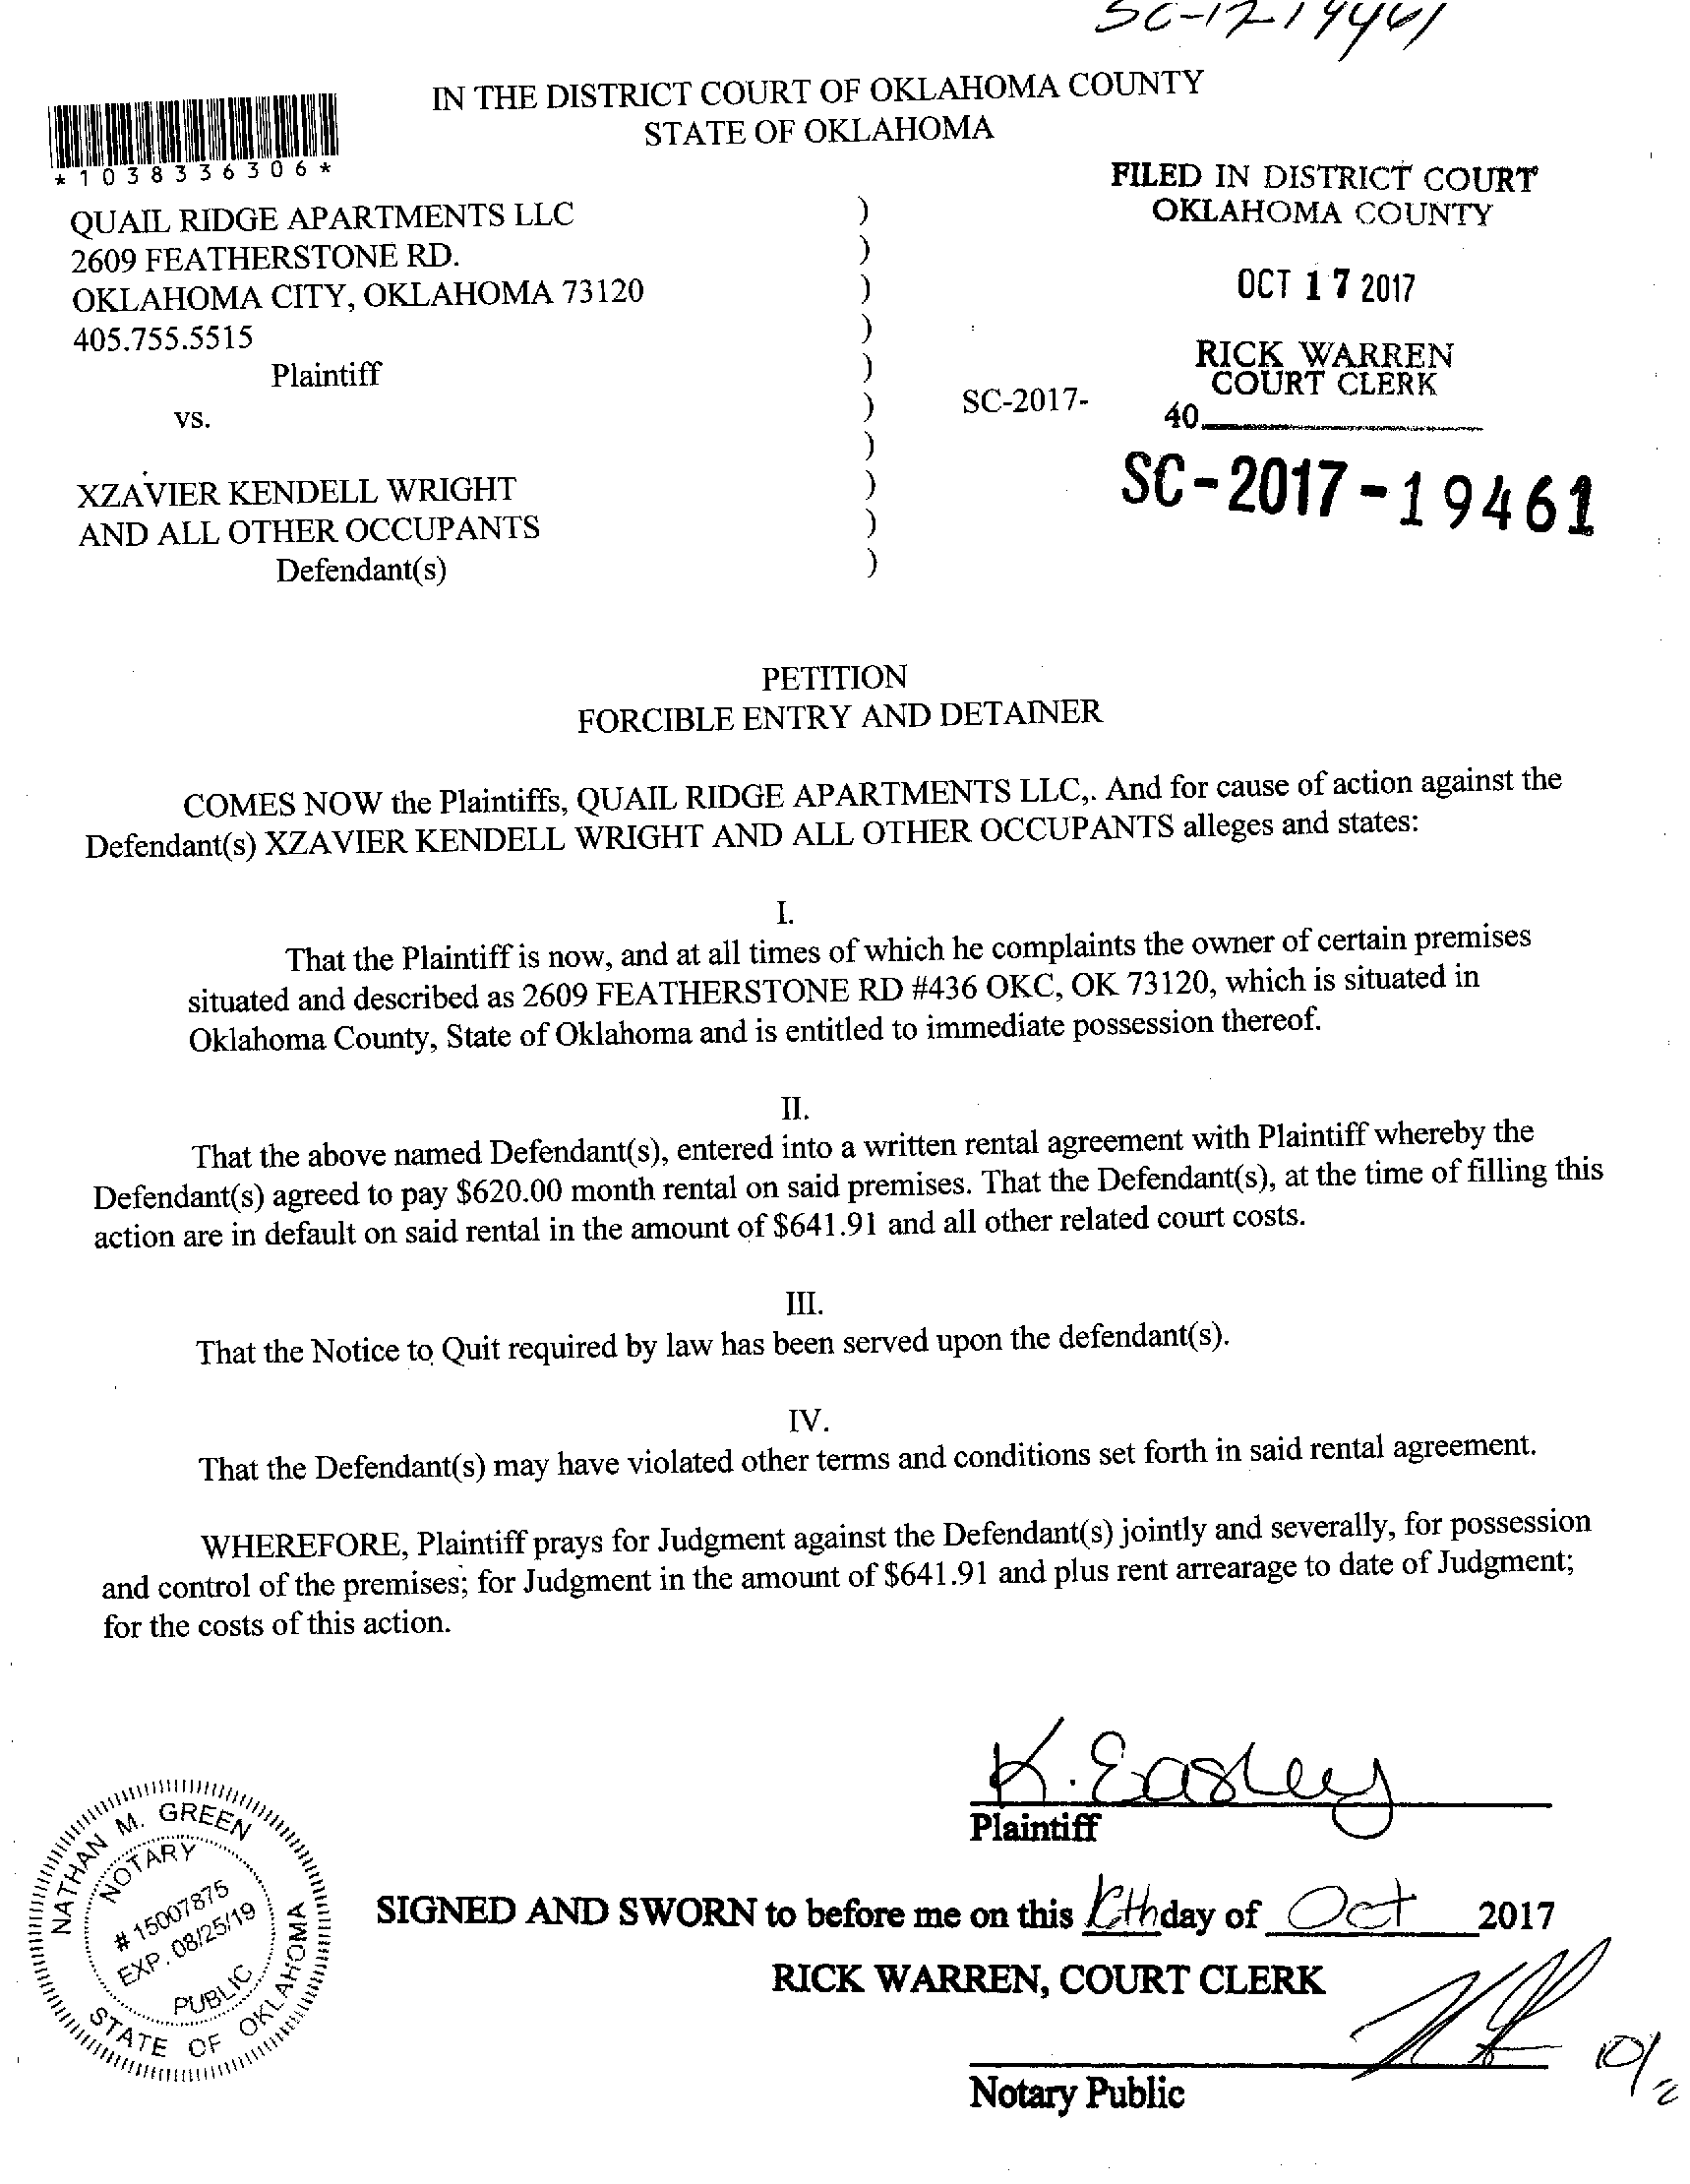 IN THE DISTRICT COURT OF OKLAHOMA COUNTY
STATE OF OKLAHOMA
*1038336306*
FILED IN DISTRICT COURT
OKLAHOMA COUNTY
OCT 17 2017
RICK WARREN
COURT CLERK
40
QUAIL RIDGE APARTMENTS LLC )
2609 FEATHERSTONE RD. )
OKLAHOMA CITY, OKLAHOMA 73120 )
405.755.5515 )
Plaintiff )
vs. ) SC-2017-
)
XZAVIER KENDELL WRIGHT )
AND ALL OTHER OCCUPANTS )
Defendant(s) )
SC-2017-19461
PETITION
FORCIBLE ENTRY AND DETAINER
COMES NOW the Plaintiffs, QUAIL RIDGE APARTMENTS LLC,. And for cause of action against the
Defendant(s) XZAVIER KENDELL WRIGHT AND ALL OTHER OCCUPANTS alleges and states:
I.
That the Plaintiff is now, and at all times of which he complaints the owner of certain premises
situated and described as 2609 FEATHERSTONE RD #436 OKC, OK 73120, which is situated in
Oklahoma County, State of Oklahoma and is entitled to immediate possession thereof.
II.
That the above named Defendant(s), entered into a written rental agreement with Plaintiff whereby the
Defendant(s) agreed to pay $620.00 month rental on said premises. That the Defendant(s), at the time of filling this
action are in default on said rental in the amount of $641.91 and all other related court costs.
III.
That the Notice to Quit required by law has been served upon the defendant(s).
IV.
That the Defendant(s) may have violated other terms and conditions set forth in said rental agreement.
WHEREFORE, Plaintiff prays for Judgment against the Defendant(s) jointly and severally, for possession
and control of the premises; for Judgment in the amount of $641.91 and plus rent arrearage to date of Judgment;
for the costs of this action.
K. Easley
Plaintiff
NATHAN M. GREEN
NOTARY
# 15007875
EXP. 08/25/19
PUBLIC
STATE OF OKLAHOMA
SIGNED AND SWORN to before me on this day of Oct 2017
RICK WARREN, COURT CLERK
Notary Public